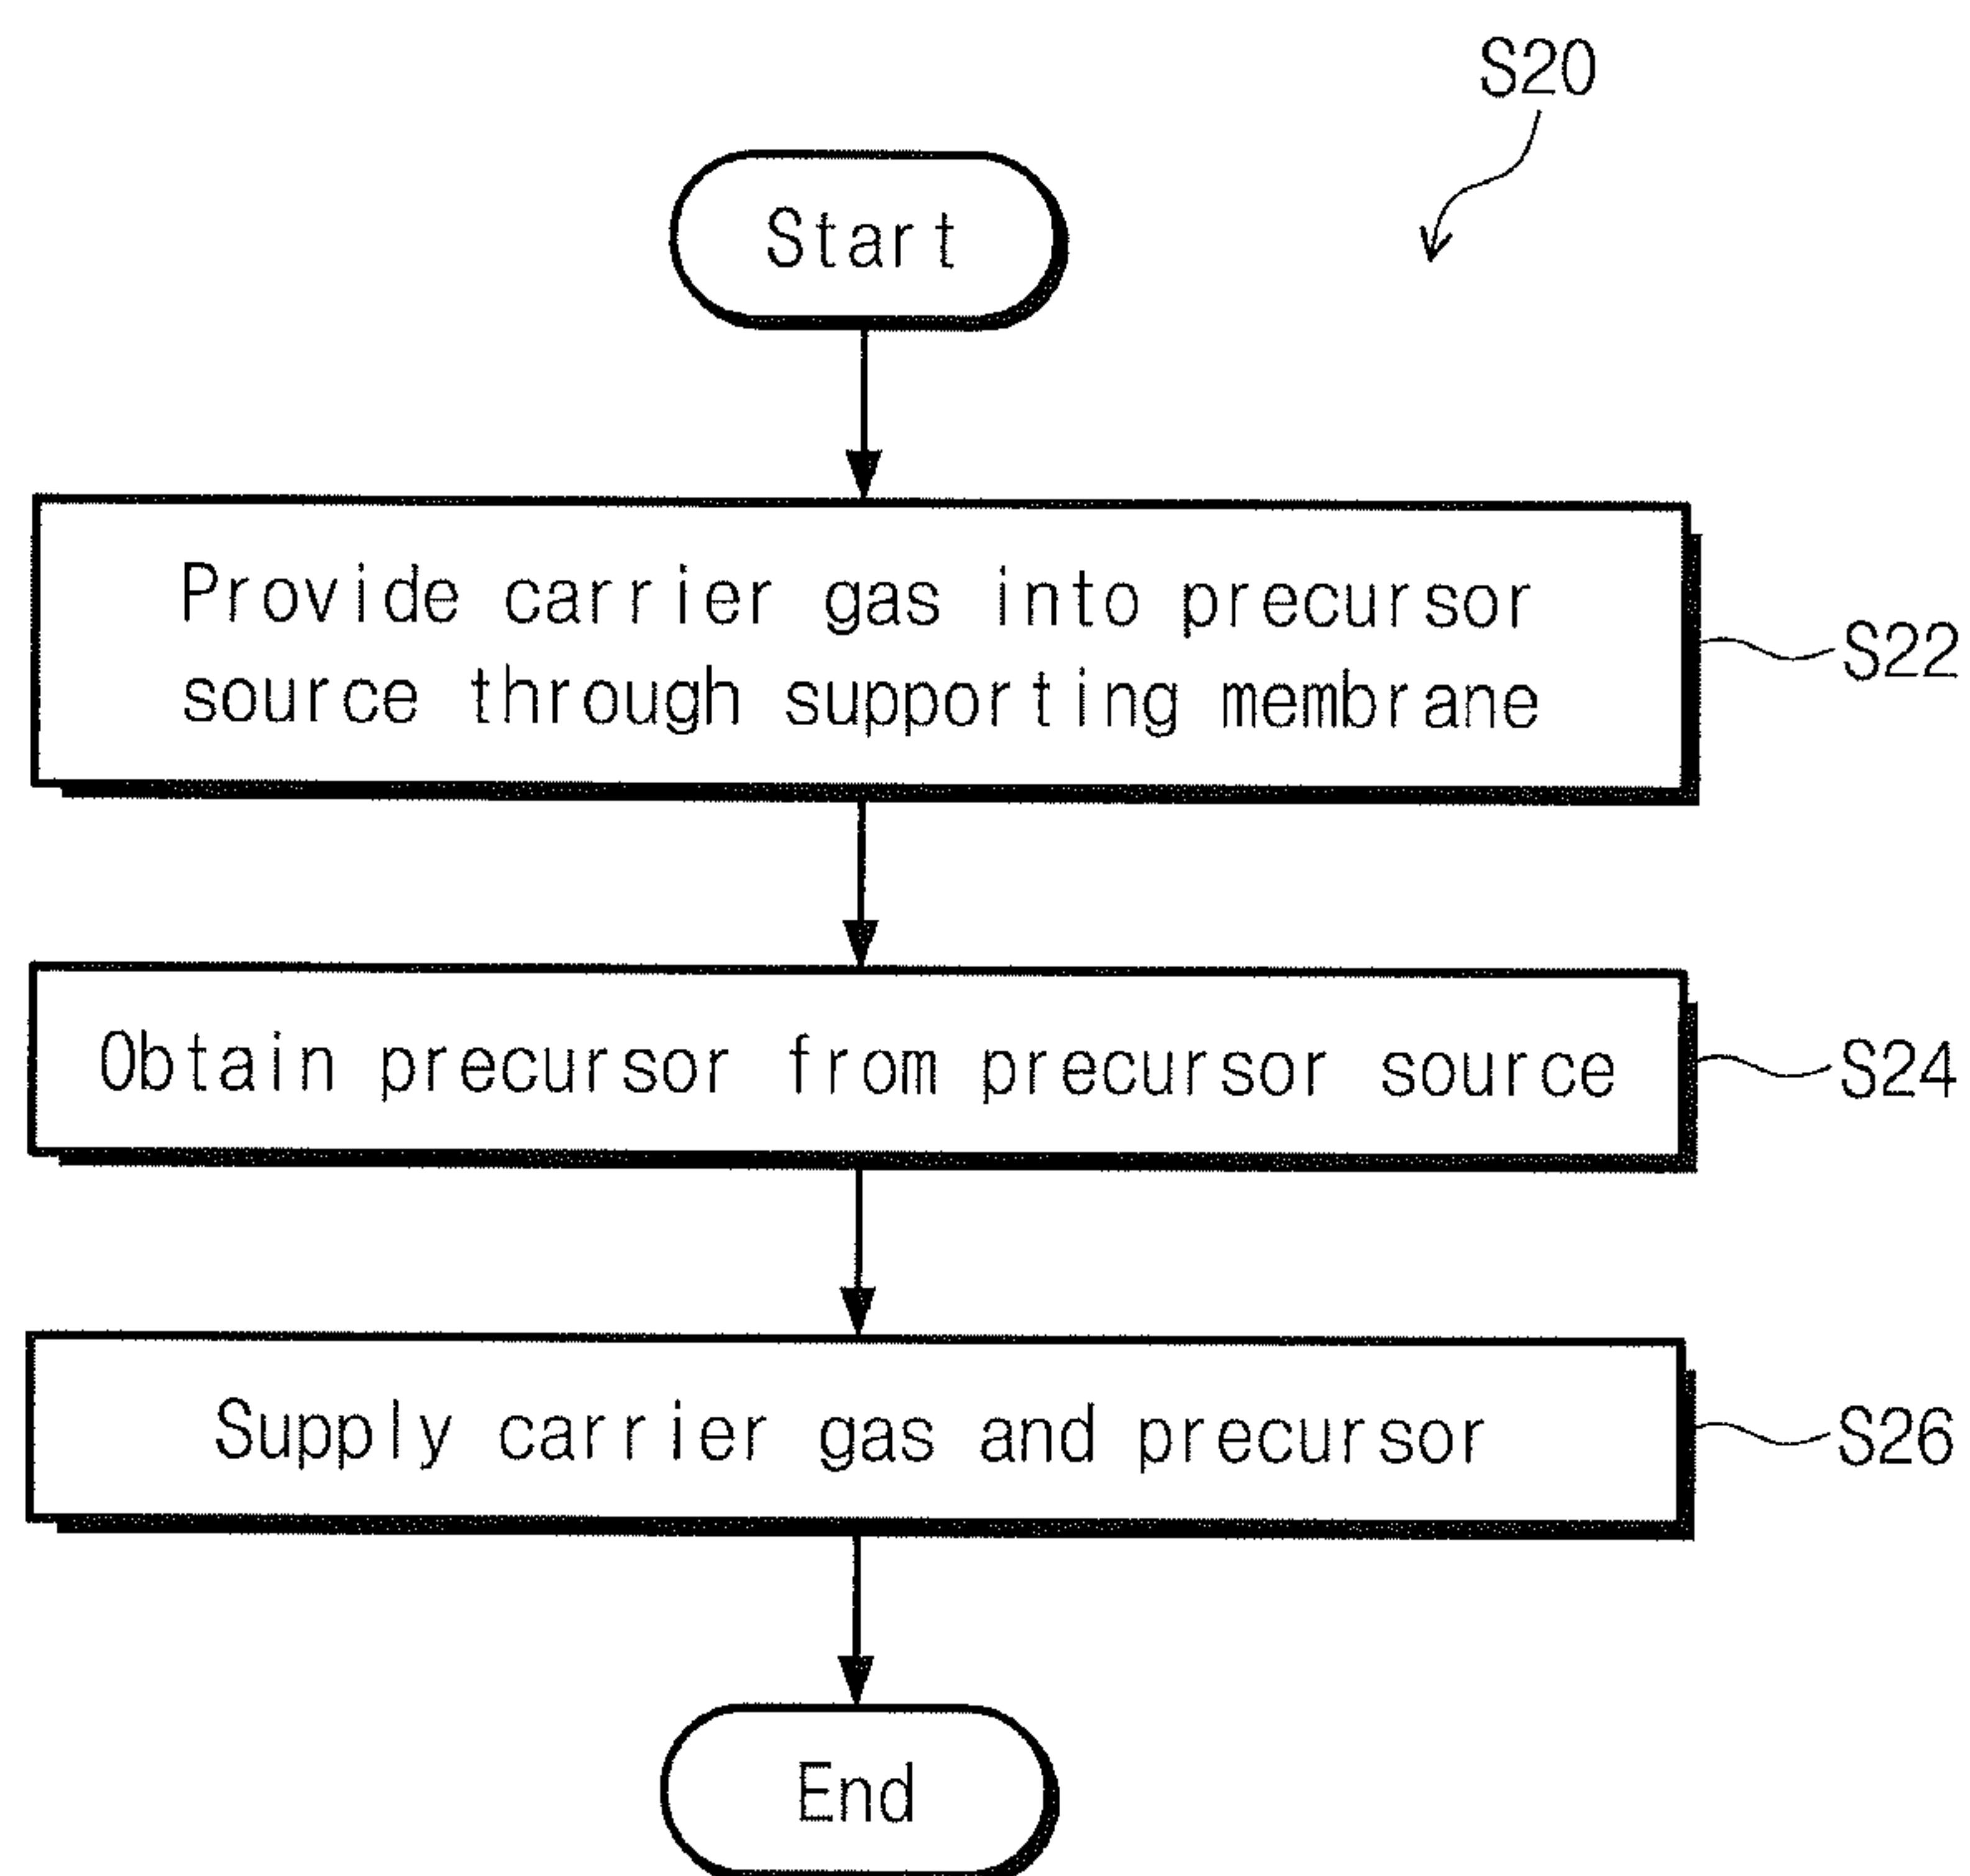 S20
Start
Provide carrier gas into precursor
source through supporting membrane
S22
Obtain precursor from precursor source
S24
Supply carrier gas and precursor
S26
End